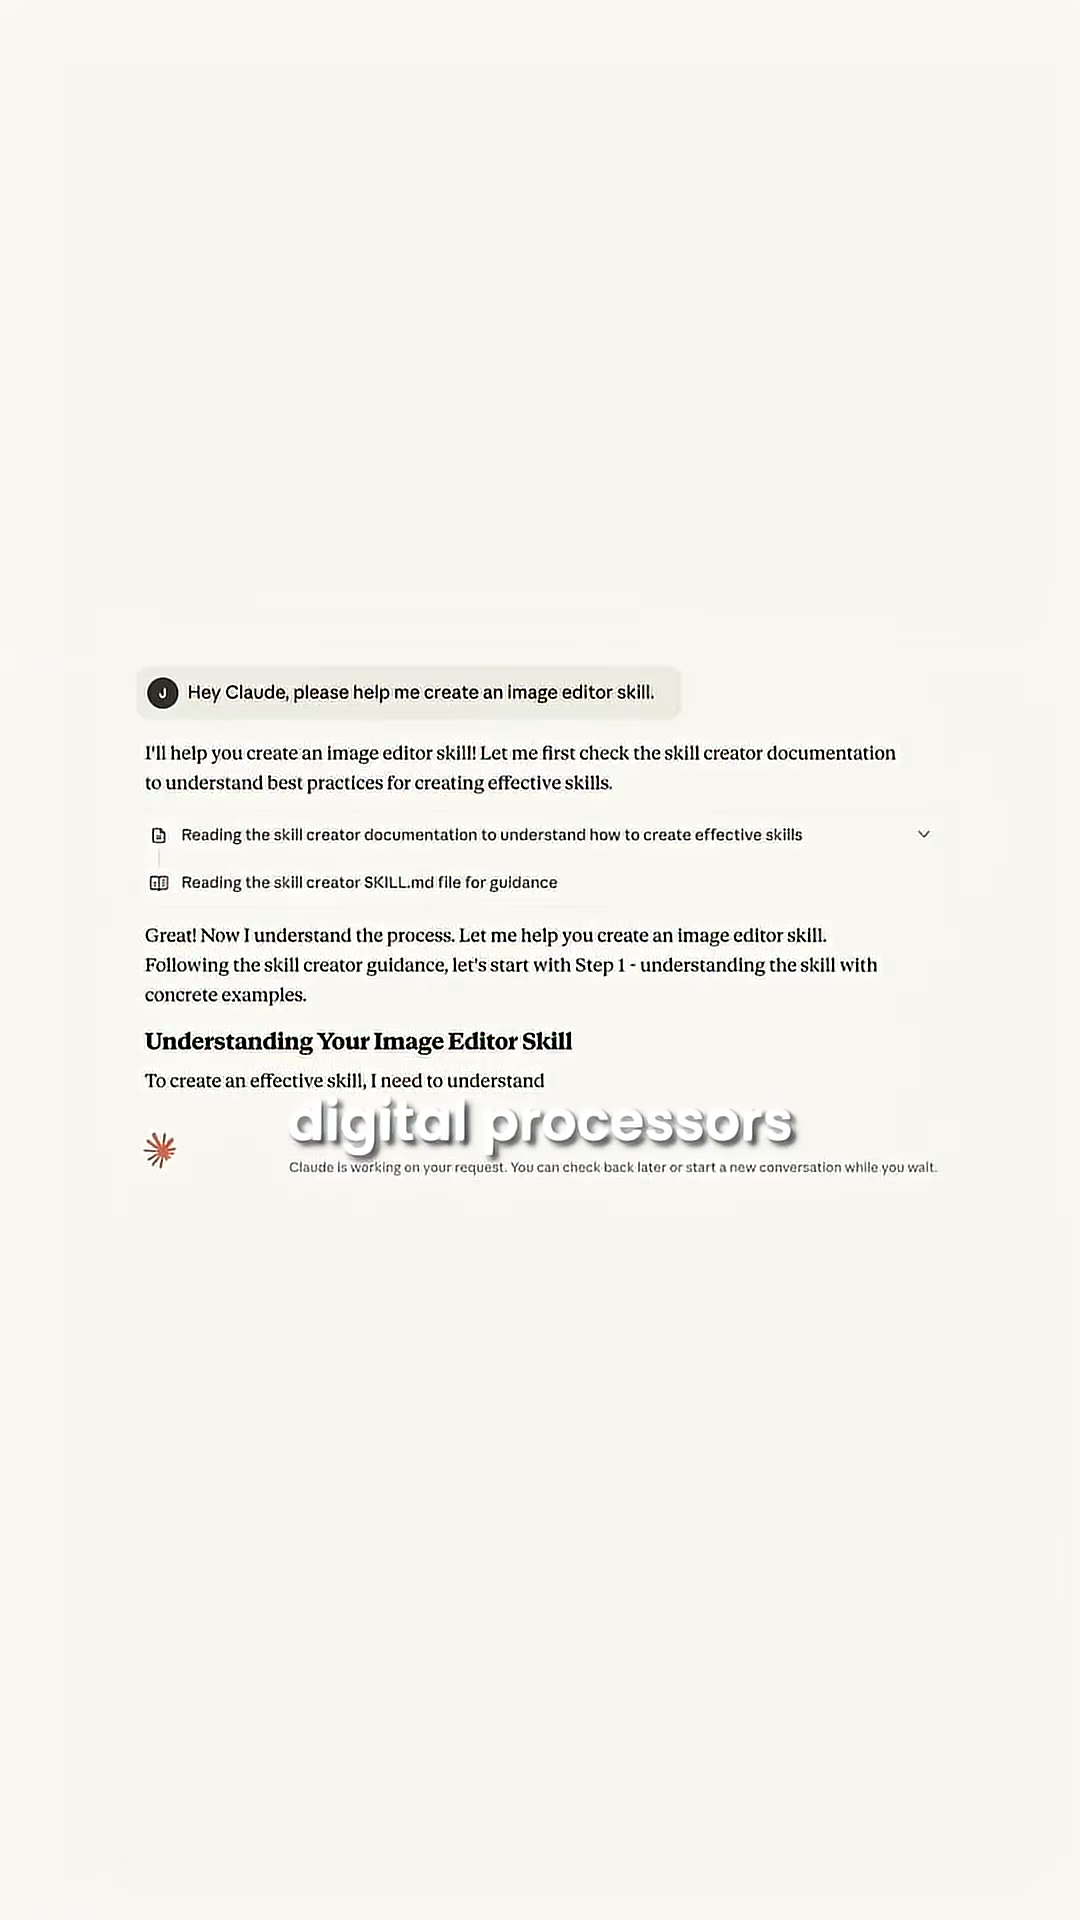 J
Hey Claude, please help me create an image editor skill.
I'll help you create an image editor skill! Let me first check the skill creator documentation
to understand best practices for creating effective skills.
Reading the skill creator documentation to understand how to create effective skills
Reading the skill creator SKILL.md file for guidance
Great! Now I understand the process. Let me help you create an image editor skill.
Following the skill creator guidance, let's start with Step 1 - understanding the skill with
concrete examples.
Understanding Your Image Editor Skill
To create an effective skill, I need to understand
digital processors
Claude is working on your request. You can check back later or start a new conversation while you wait.